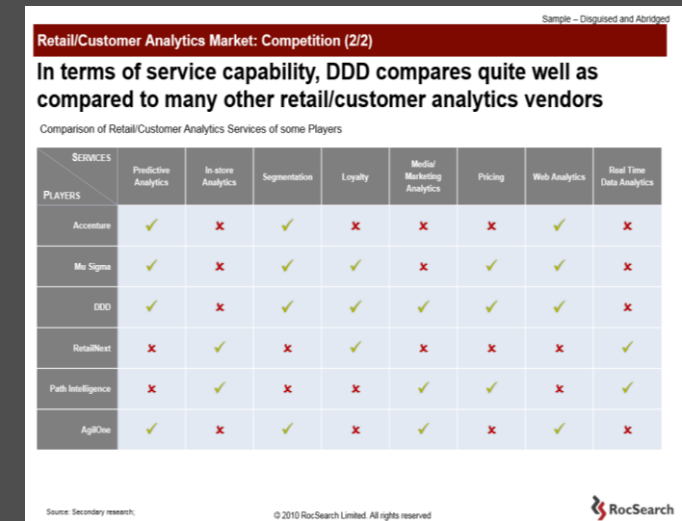 Sample – Disguised and Abridged
Retail/Customer Analytics Market: Competition (2/2)
In terms of service capability, DDD compares quite well as
compared to many other retail/customer analytics vendors
Comparison of Retail/Customer Analytics Services of some Players
SERVICES
PLAYERS
Predictive
Analytics
In-store
Analytics
Segmentation
Loyalty
Media/
Marketing
Analytics
Pricing
Web Analytics
Real Time
Data Analytics
Accenture ✓ ✗ ✓ ✗ ✗ ✗ ✓ ✗
Mu Sigma ✓ ✗ ✓ ✓ ✗ ✓ ✓ ✗
DDD ✓ ✗ ✓ ✓ ✓ ✓ ✓ ✗
RetailNext ✗ ✓ ✗ ✓ ✗ ✗ ✗ ✓
Path Intelligence ✗ ✓ ✗ ✗ ✓ ✓ ✗ ✓
AgilOne ✓ ✗ ✓ ✗ ✓ ✗ ✓ ✗
Source: Secondary research;
© 2010 RocSearch Limited. All rights reserved
RocSearch